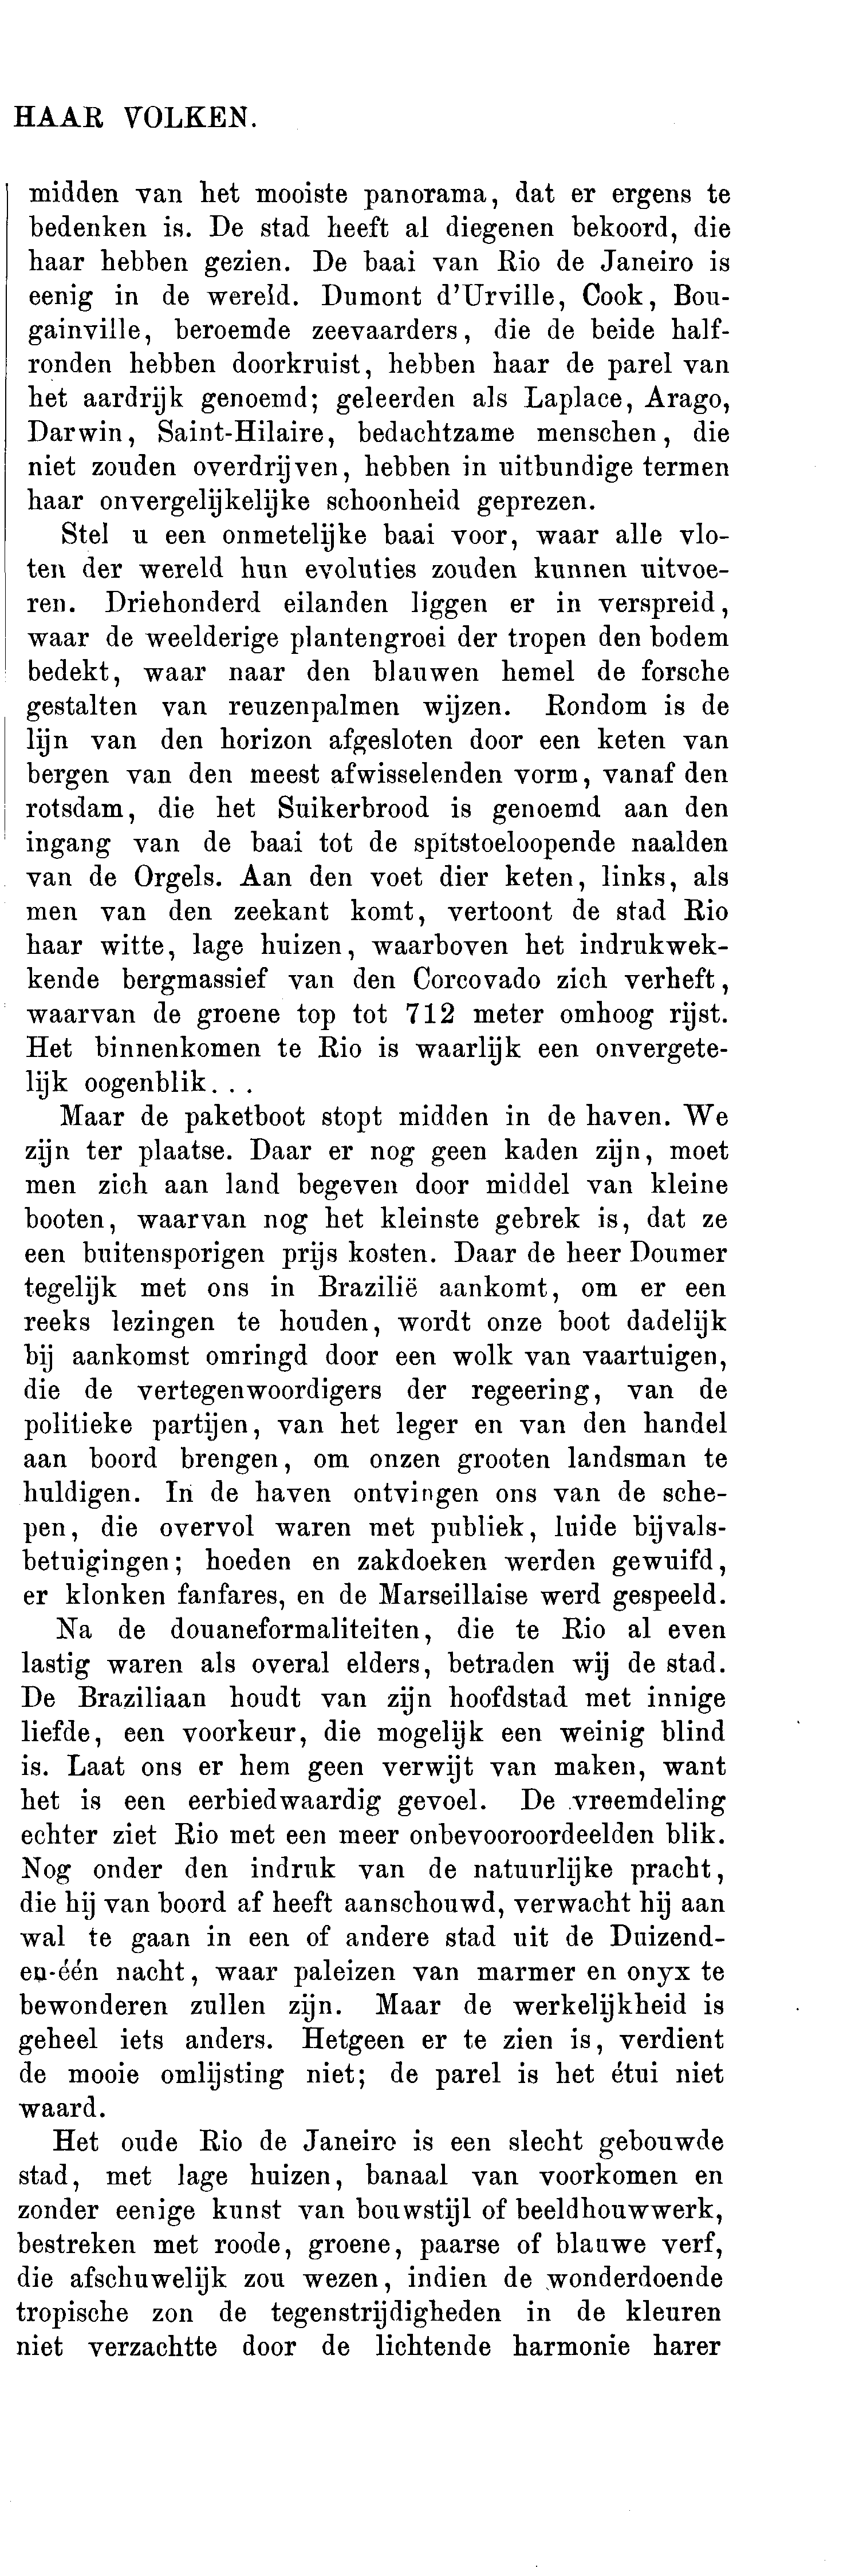 HAAR VOLKEN.
midden van het mooiste panorama, dat er ergens te
bedenken is. De stad heeft al diegenen bekoord, die
haar hebben gezien. De baai van Rio de Janeiro is
eenig in de wereld. Dumont d'Urville, Cook, Bou-
gainville, beroemde zeevaarders, die de beide half-
ronden hebben doorkruist, hebben haar de parel van
het aardrijk genoemd; geleerden als Laplace, Arago,
Darwin, Saint-Hilaire, bedachtzame menschen, die
niet zouden overdrijven, hebben in uitbundige termen
haar onvergelijkelijke schoonheid geprezen.
Stel u een onmetelijke baai voor, waar alle vlo-
ten der wereld hun evoluties zouden kunnen uitvoe-
ren. Driehonderd eilanden liggen er in verspreid,
waar de weelderige plantengroei der tropen den bodem
bedekt, waar naar den blauwen hemel de forsche
gestalten van reuzenpalmen wijzen. Rondom is de
lijn van den horizon afgesloten door een keten van
bergen van den meest afwisselenden vorm, vanaf den
rotsdam, die het Suikerbrood is genoemd aan den
ingang van de baai tot de spitstoeloopende naalden
van de Orgels. Aan den voet dier keten, links, als
men van den zeekant komt, vertoont de stad Rio
haar witte, lage huizen, waarboven het indrukwek-
kende bergmassief van den Corcovado zich verheft,
waarvan de groene top tot 712 meter omhoog rijst.
Het binnenkomen te Rio is waarlijk een onvergete-
lijk oogenblik...
Maar de paketboot stopt midden in de haven. We
zijn ter plaatse. Daar er nog geen kaden zijn, moet
men zich aan land begeven door middel van kleine
booten, waarvan nog het kleinste gebrek is, dat ze
een buitensporigen prijs kosten. Daar de heer Doumer
tegelijk met ons in Brazilië aankomt, om er een
reeks lezingen te houden, wordt onze boot dadelijk
bij aankomst omringd door een wolk van vaartuigen,
die de vertegenwoordigers der regeering, van de
politieke partijen, van het leger en van den handel
aan boord brengen, om onzen grooten landsman te
huldigen. In de haven ontvingen ons van de sche-
pen, die overvol waren met publiek, luide bijvals-
betuigingen; hoeden en zakdoeken werden gewuifd,
er klonken fanfares, en de Marseillaise werd gespeeld.
Na de douaneformaliteiten, die te Rio al even
lastig waren als overal elders, betraden wij de stad.
De Braziliaan houdt van zijn hoofdstad met innige
liefde, een voorkeur, die mogelijk een weinig blind
is. Laat ons er hem geen verwijt van maken, want
het is een eerbiedwaardig gevoel. De vreemdeling
echter ziet Rio met een meer onbevooroordeelden blik.
Nog onder den indruk van de natuurlijke pracht,
die hij van boord af heeft aanschouwd, verwacht hij aan
wal te gaan in een of andere stad uit de Duizend-
en-één nacht, waar paleizen van marmer en onyx te
bewonderen zullen zijn. Maar de werkelijkheid is
geheel iets anders. Hetgeen er te zien is, verdient
de mooie omlijsting niet; de parel is het étui niet
waard.
Het oude Rio de Janeiro is een slecht gebouwde
stad, met lage huizen, banaal van voorkomen en
zonder eenige kunst van bouwstijl of beeldhouwwerk,
bestreken met roode, groene, paarse of blauwe verf,
die afschuwelijk zou wezen, indien de wonderdoende
tropische zon de tegenstrijdigheden in de kleuren
niet verzachtte door de lichtende harmonie harer